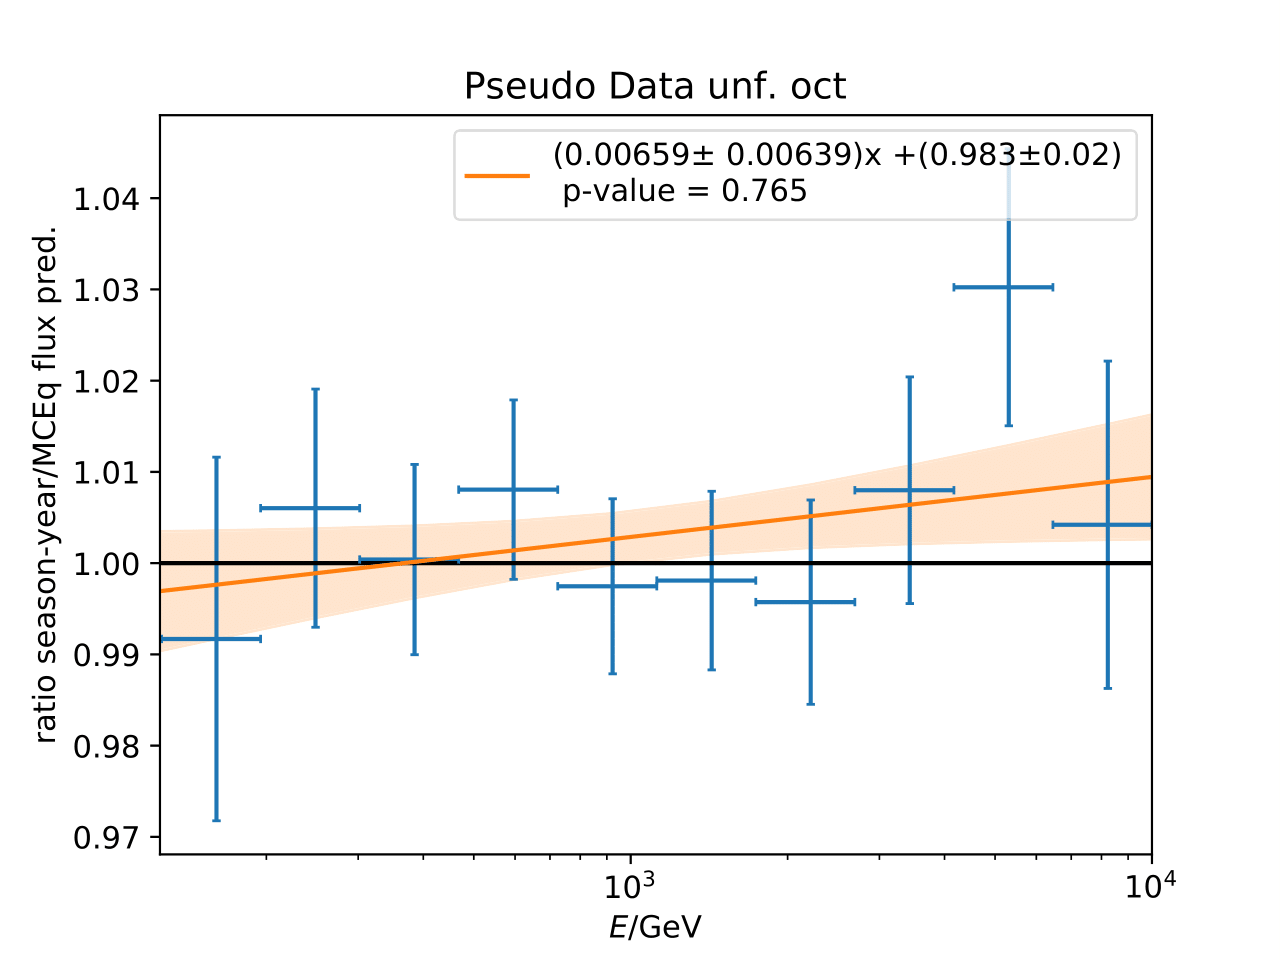 Pseudo Data unf. oct
(0.00659± 0.00639)x +(0.983±0.02)
p-value = 0.765
ratio season-year/MCEq flux pred.
1.04
1.03
1.02
1.01
1.00
0.99
0.98
0.97
10³
10⁴
E/GeV